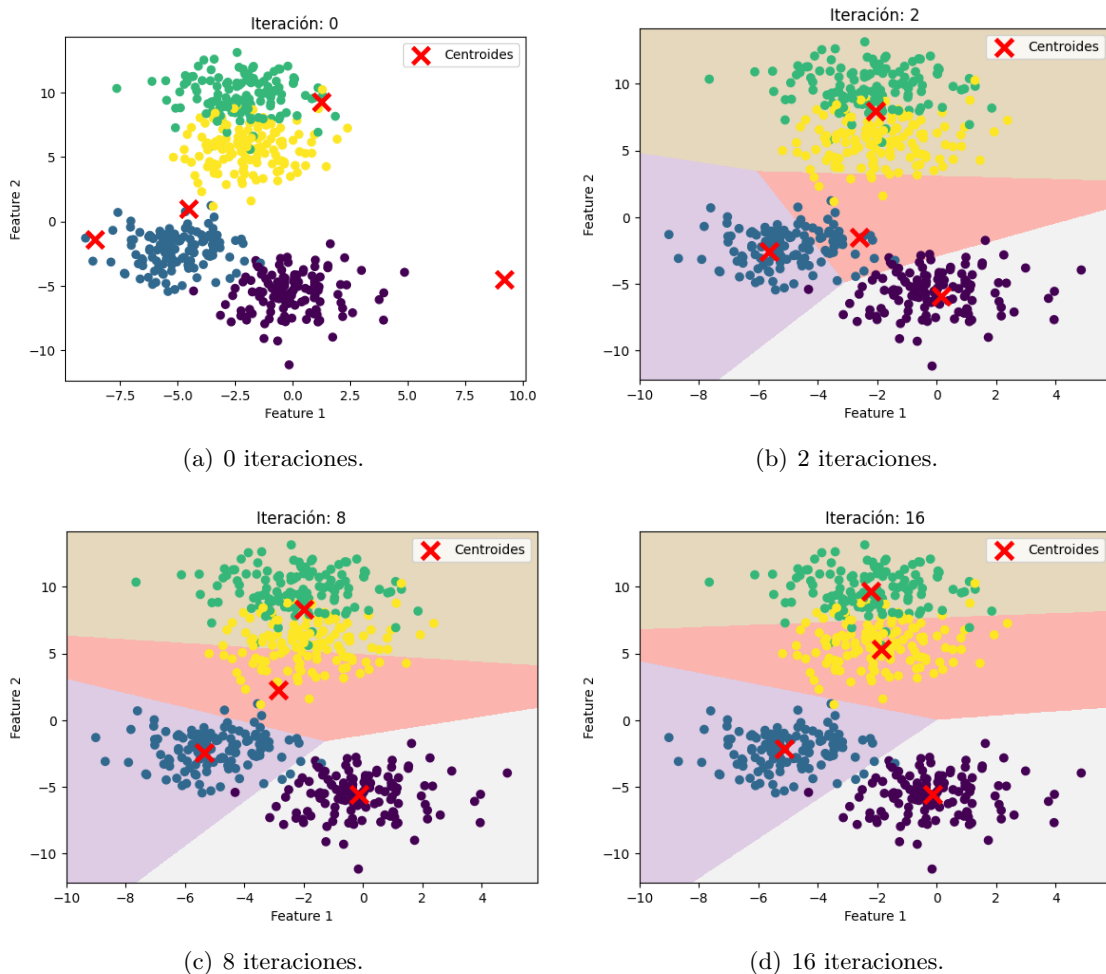 Iteración: 0
Centroides
10
5
0
−5
−10
Feature 2
−7.5
−5.0
−2.5
0.0
2.5
5.0
7.5
10.0
Feature 1
(a) 0 iteraciones.
Iteración: 2
Centroides
10
5
0
−5
−10
Feature 2
−10
−8
−6
−4
−2
0
2
4
Feature 1
(b) 2 iteraciones.
Iteración: 8
Centroides
10
5
0
−5
−10
Feature 2
−10
−8
−6
−4
−2
0
2
4
Feature 1
(c) 8 iteraciones.
Iteración: 16
Centroides
10
5
0
−5
−10
Feature 2
−10
−8
−6
−4
−2
0
2
4
Feature 1
(d) 16 iteraciones.